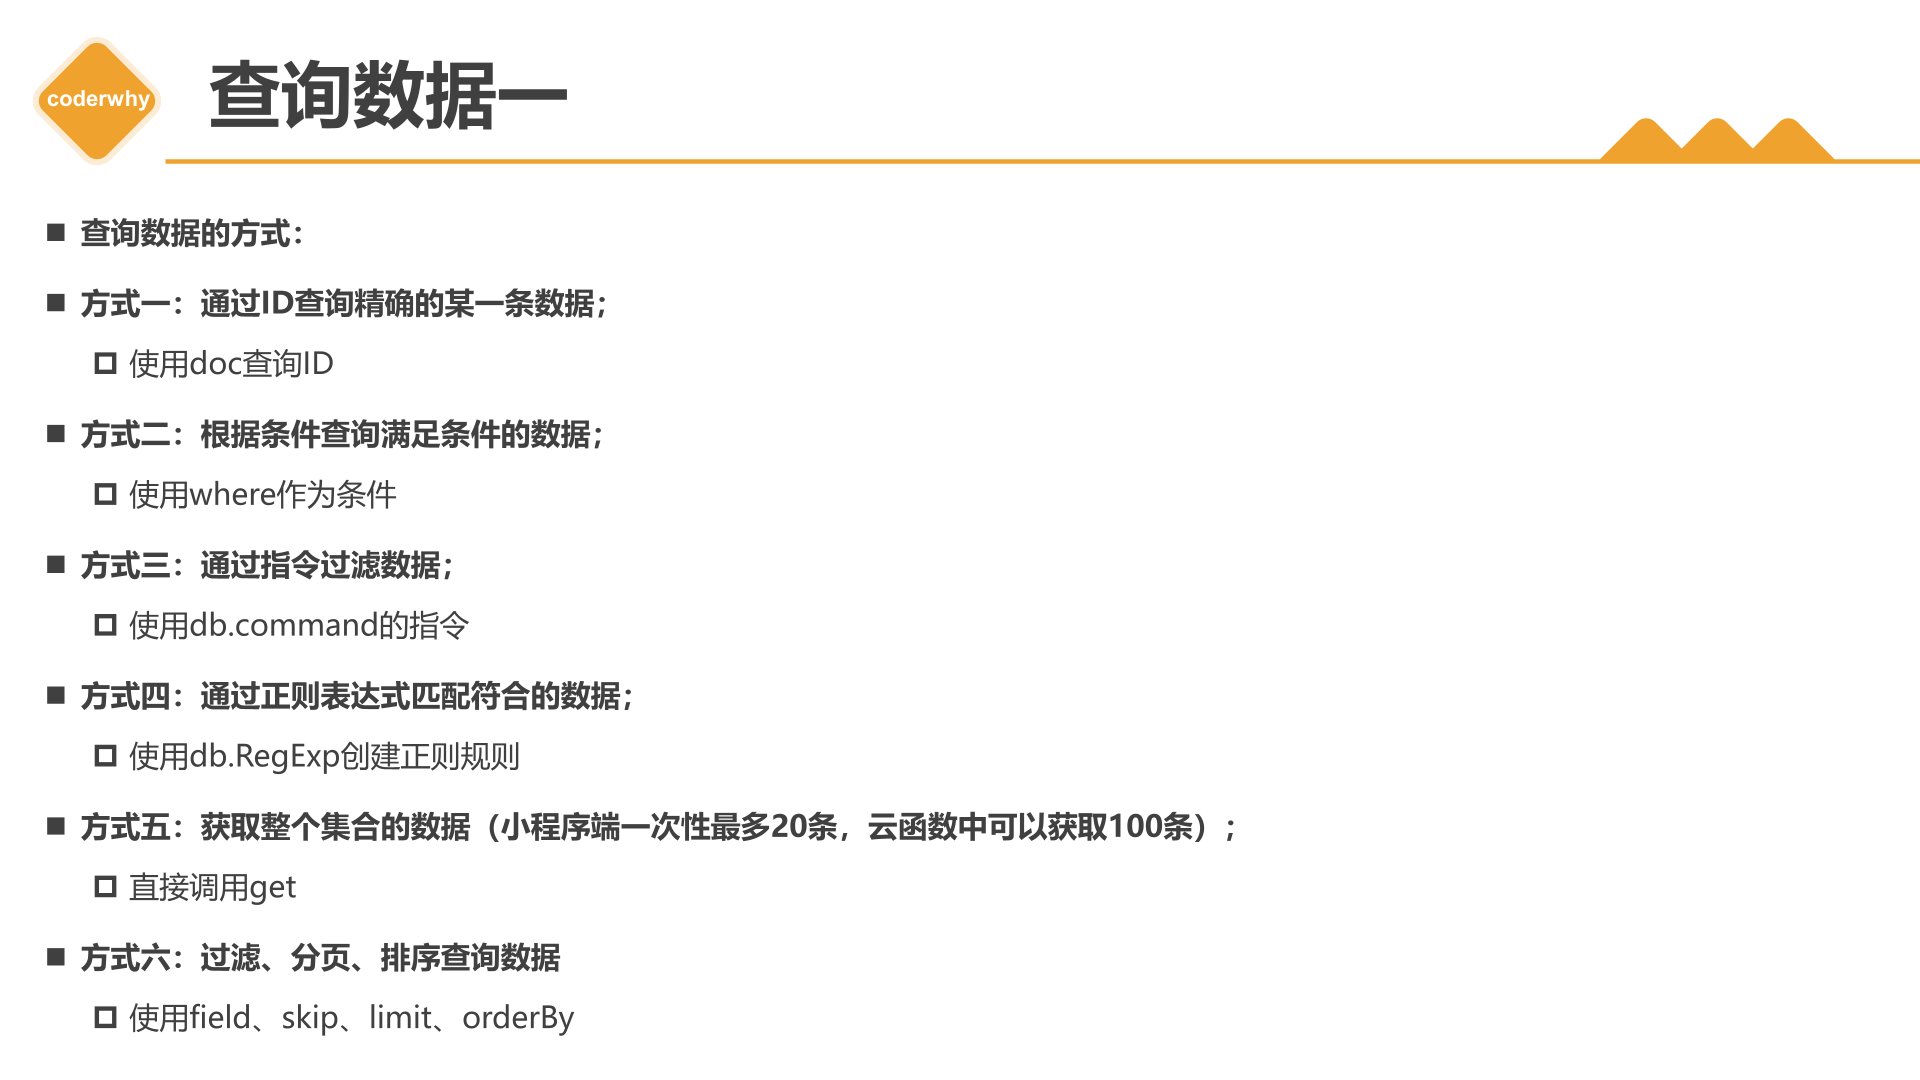 coderwhy
查询数据一
查询数据的方式：
方式一：通过ID查询精确的某一条数据；
使用doc查询ID
方式二：根据条件查询满足条件的数据；
使用where作为条件
方式三：通过指令过滤数据；
使用db.command的指令
方式四：通过正则表达式匹配符合的数据；
使用db.RegExp创建正则规则
方式五：获取整个集合的数据（小程序端一次性最多20条，云函数中可以获取100条）；
直接调用get
方式六：过滤、分页、排序查询数据
使用field、skip、limit、orderBy